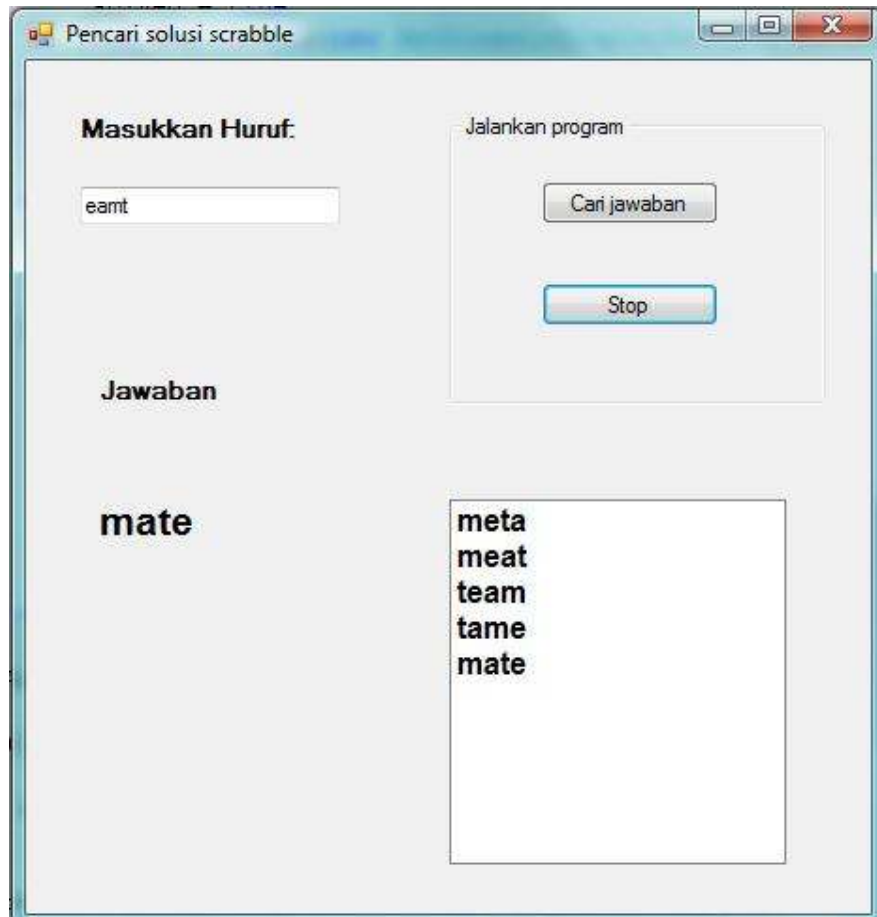 Pencari solusi scrabble
Masukkan Huruf:
eamt
Jalankan program
Cari jawaban
Stop
Jawaban
mate
meta
meat
team
tame
mate